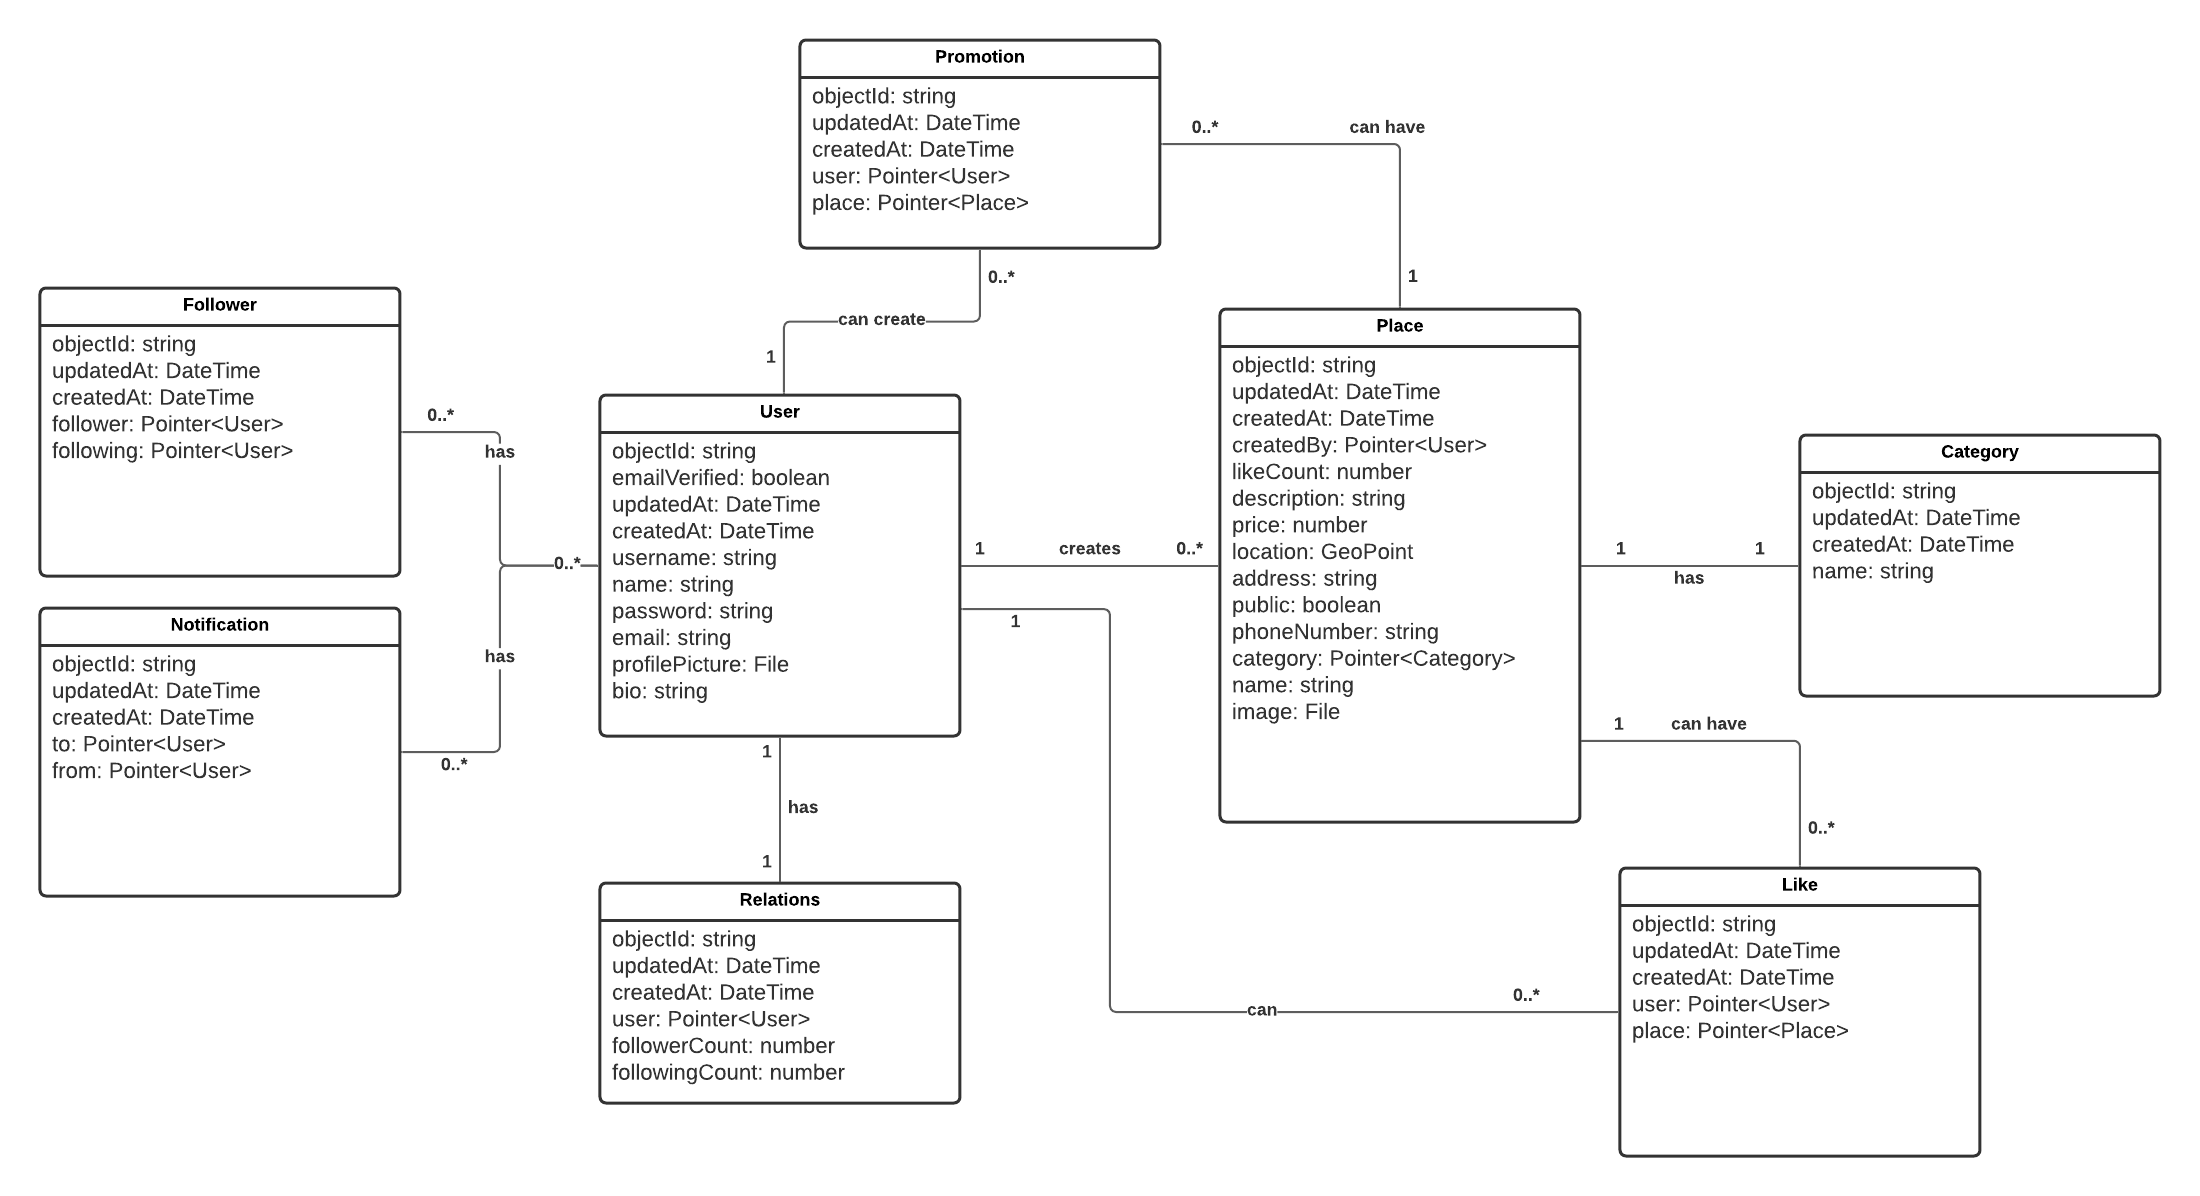 Promotion
objectId: string
updatedAt: DateTime
createdAt: DateTime
user: Pointer<User>
place: Pointer<Place>
0..*
can have
1
0..*
can create
1
Follower
objectId: string
updatedAt: DateTime
createdAt: DateTime
follower: Pointer<User>
following: Pointer<User>
0..*
has
0..*
Notification
objectId: string
updatedAt: DateTime
createdAt: DateTime
to: Pointer<User>
from: Pointer<User>
has
0..*
User
objectId: string
emailVerified: boolean
updatedAt: DateTime
createdAt: DateTime
username: string
name: string
password: string
email: string
profilePicture: File
bio: string
1
creates
0..*
1
1
has
1
Relations
objectId: string
updatedAt: DateTime
createdAt: DateTime
user: Pointer<User>
followerCount: number
followingCount: number
Place
objectId: string
updatedAt: DateTime
createdAt: DateTime
createdBy: Pointer<User>
likeCount: number
description: string
price: number
location: GeoPoint
address: string
public: boolean
phoneNumber: string
category: Pointer<Category>
name: string
image: File
1
has
1
Category
objectId: string
updatedAt: DateTime
createdAt: DateTime
name: string
1
can have
0..*
can
0..*
Like
objectId: string
updatedAt: DateTime
createdAt: DateTime
user: Pointer<User>
place: Pointer<Place>